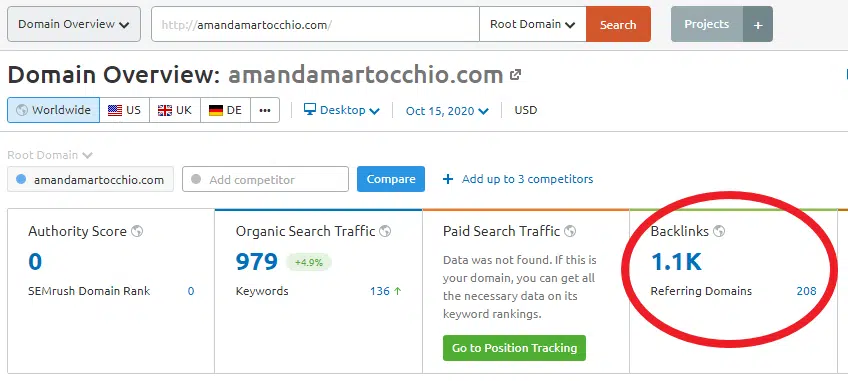 Domain Overview http://amandamartocchio.com/ Root Domain Search Projects +
Domain Overview: amandamartocchio.com
Worldwide US UK DE ••• Desktop Oct 15, 2020 USD
Root Domain
amandamartocchio.com Add competitor Compare + Add up to 3 competitors
Authority Score
0
SEMrush Domain Rank 0
Organic Search Traffic
979 +4.9%
Keywords 136 ↑
Paid Search Traffic
Data was not found. If this is
your domain, you can get all
the necessary data on its
keyword rankings.
Go to Position Tracking
Backlinks
1.1K
Referring Domains 208